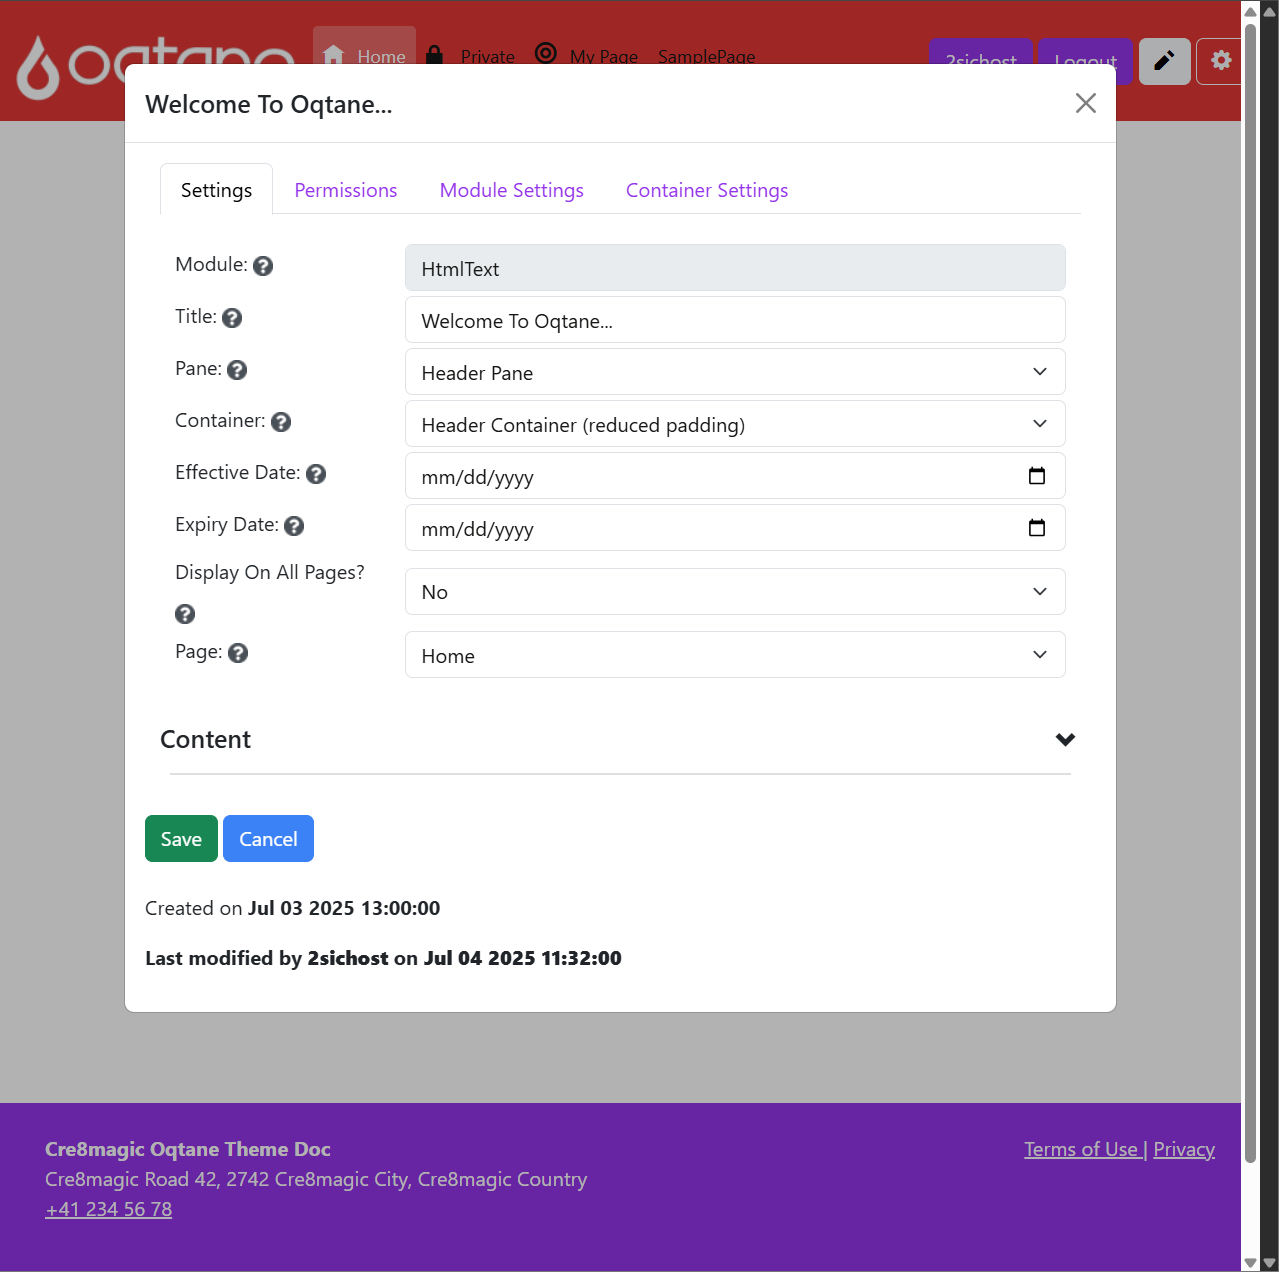 oqtane
Home
Private
My Page
SamplePage
2sichost
Logout
Welcome To Oqtane...
Settings
Permissions
Module Settings
Container Settings
Module:
HtmlText
Title:
Welcome To Oqtane...
Pane:
Header Pane
Container:
Header Container (reduced padding)
Effective Date:
mm/dd/yyyy
Expiry Date:
mm/dd/yyyy
Display On All Pages?
No
Page:
Home
Content
Save
Cancel
Created on Jul 03 2025 13:00:00
Last modified by 2sichost on Jul 04 2025 11:32:00
Cre8magic Oqtane Theme Doc
Terms of Use | Privacy
Cre8magic Road 42, 2742 Cre8magic City, Cre8magic Country
+41 234 56 78